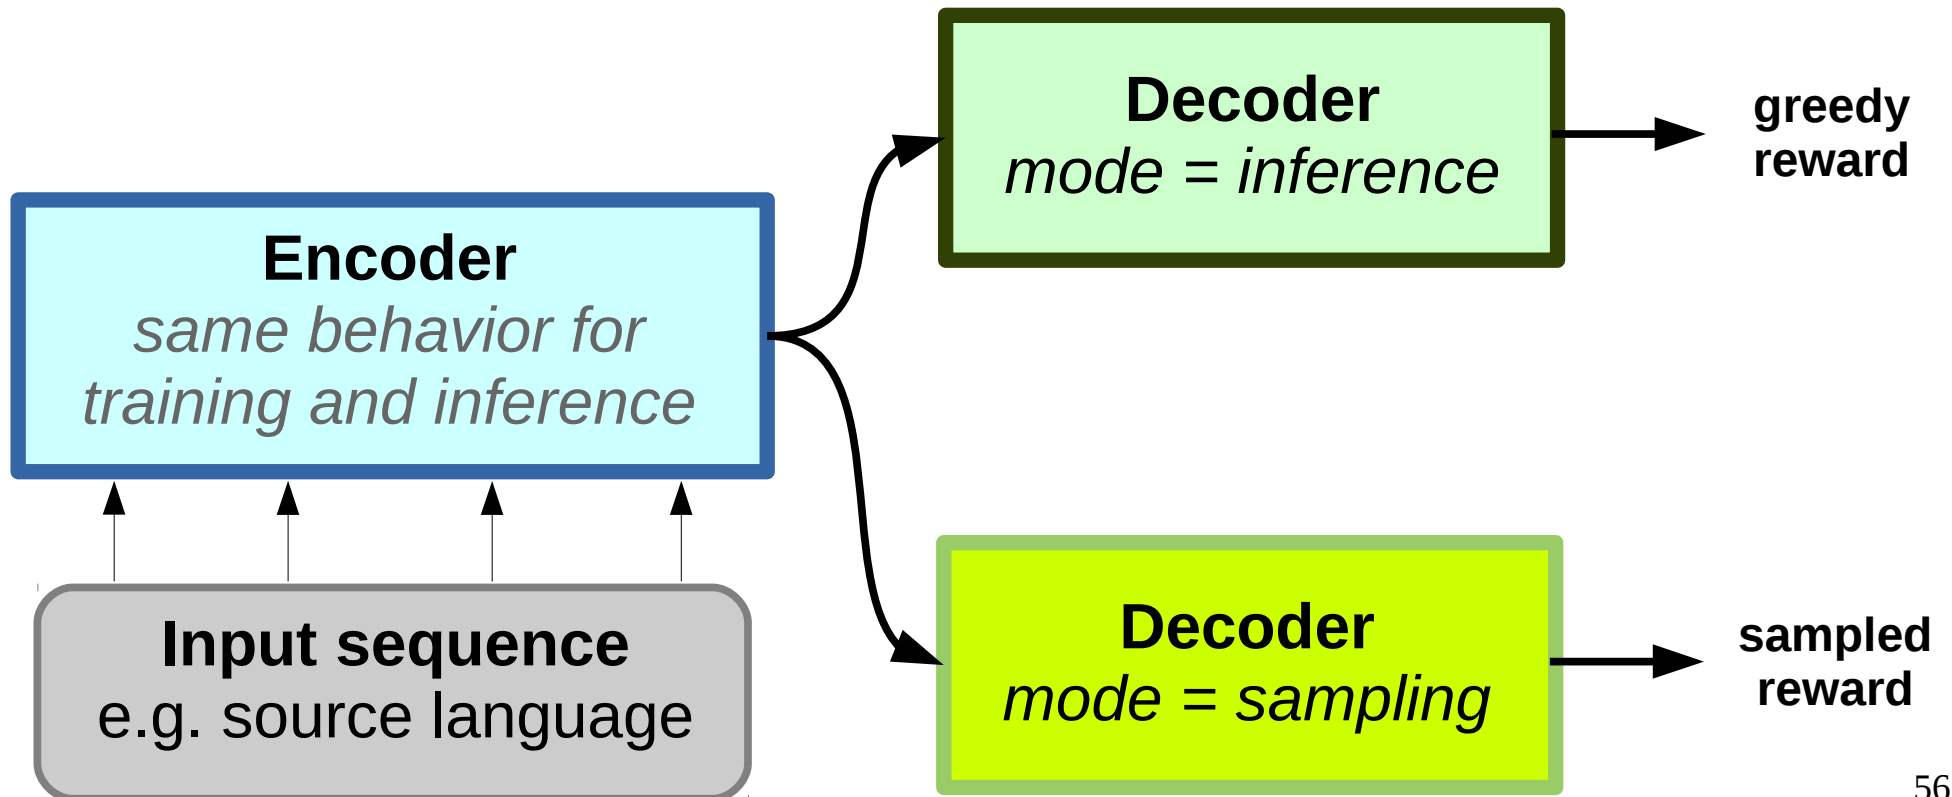 Decoder
mode = inference
greedy
reward
Encoder
same behavior for
training and inference
Input sequence
e.g. source language
Decoder
mode = sampling
sampled
reward
56